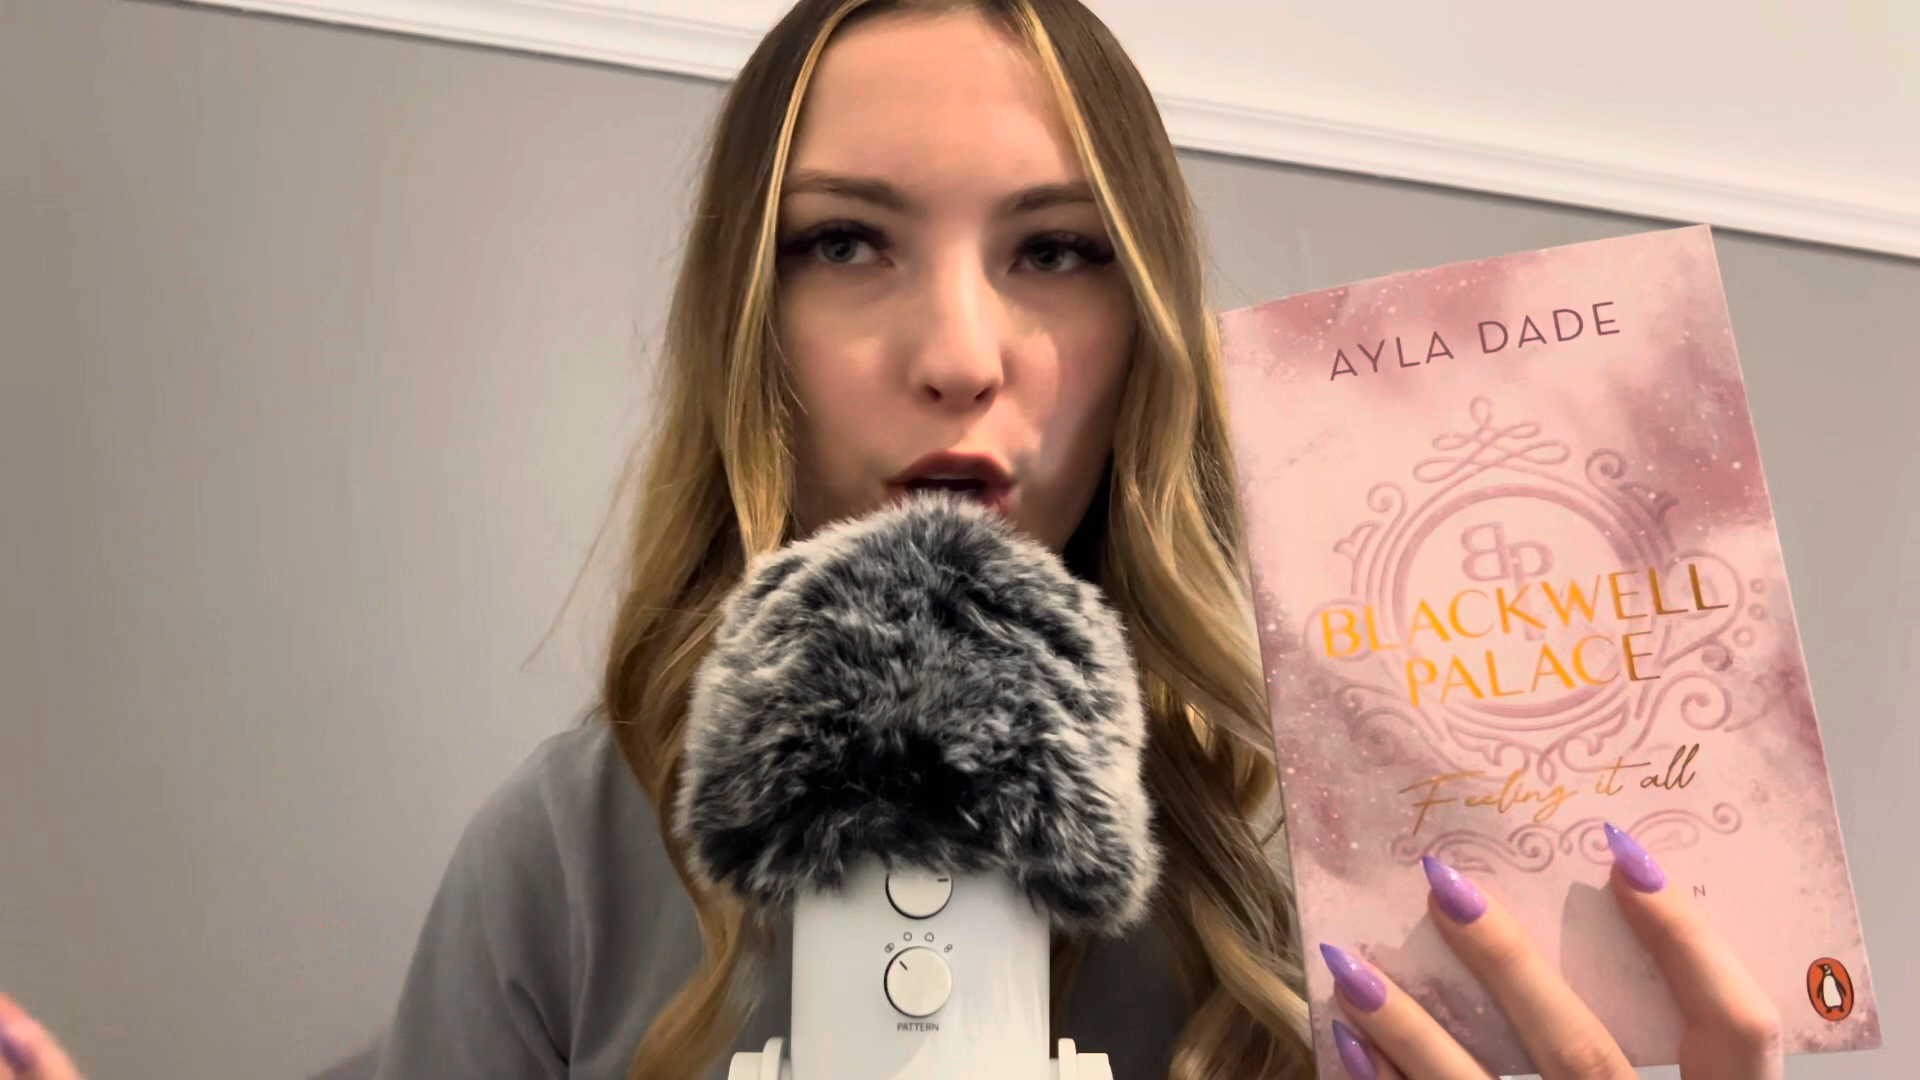 AYLA DADE
BLACKWELL
PALACE
Feeling it all
N
PATTERN